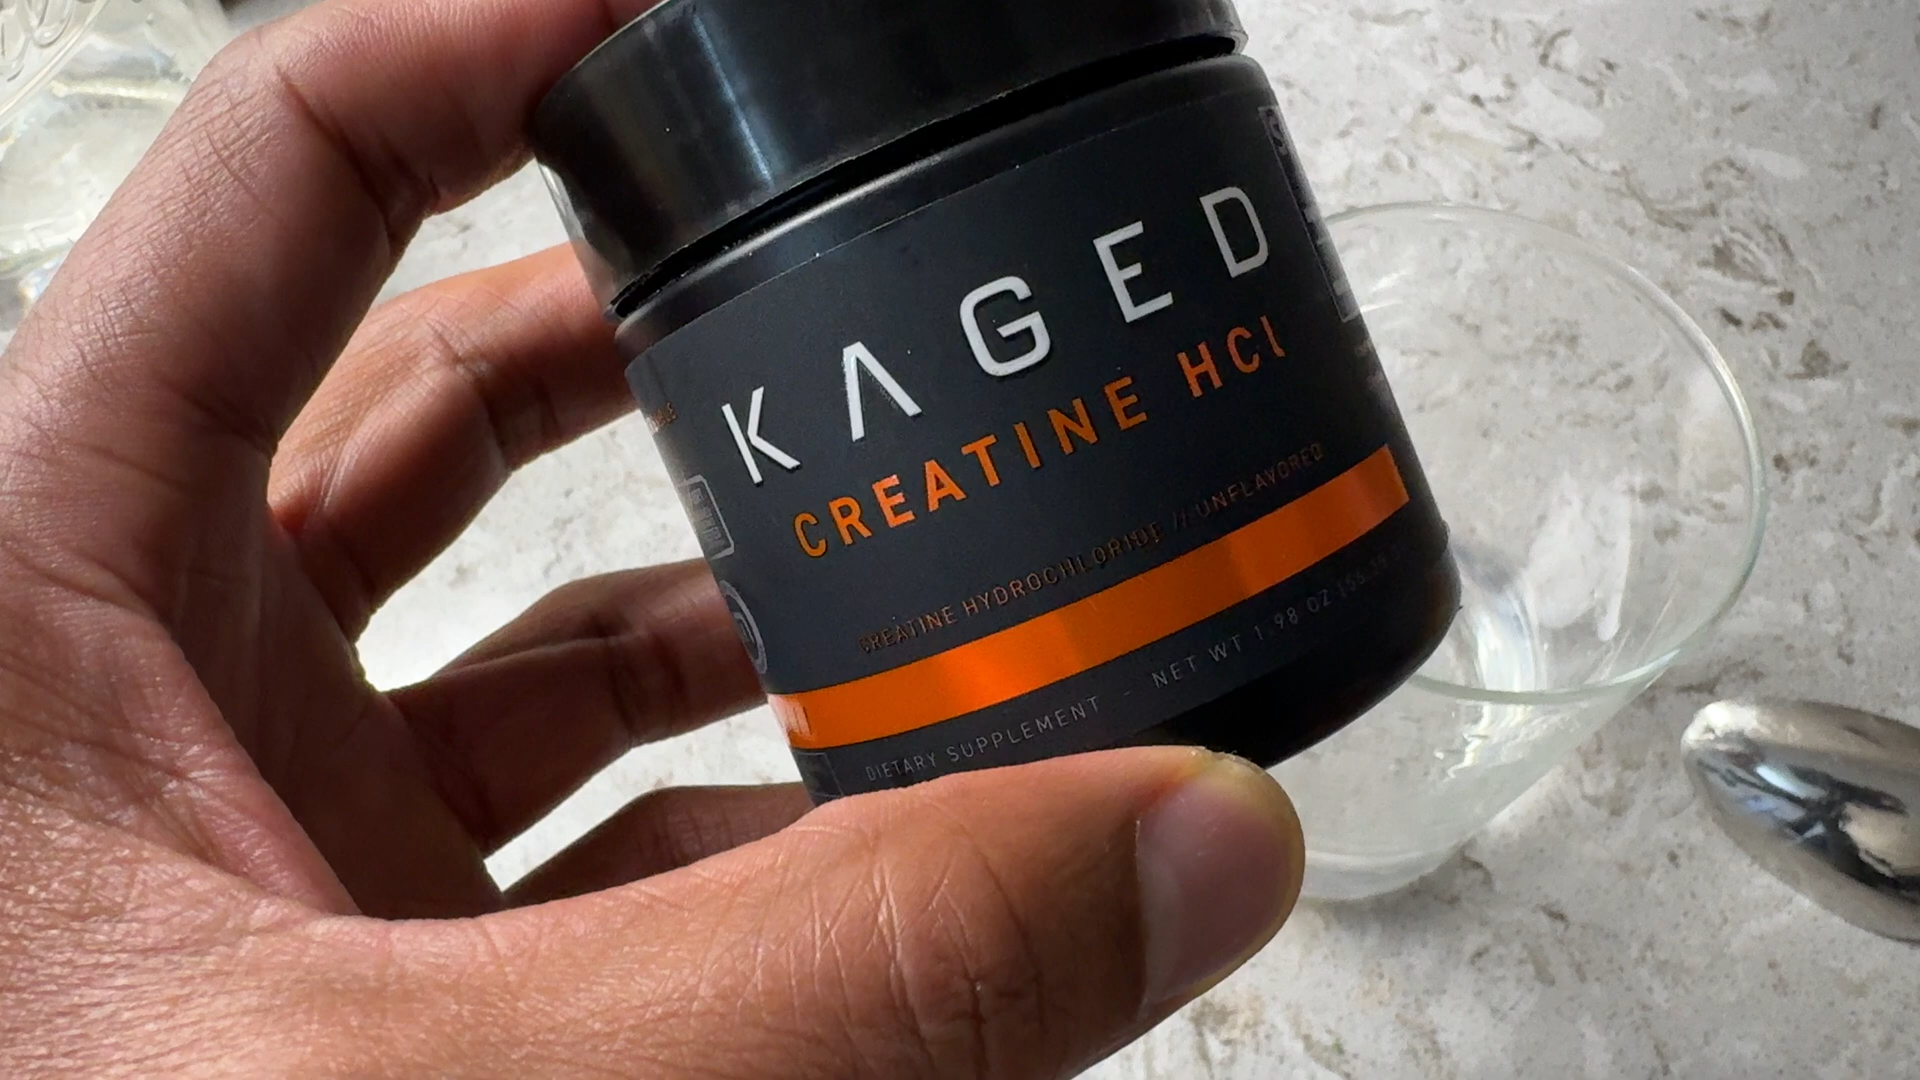 KAGED
CREATINE HCl
CREATINE HYDROCHLORIDE // UNFLAVORED
DIETARY SUPPLEMENT - NET WT 1.98 OZ